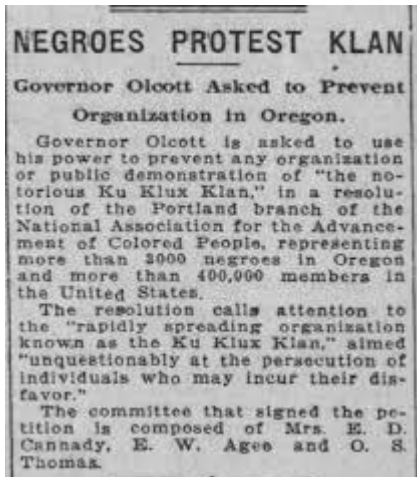 NEGROES PROTEST KLAN
Governor Olcott Asked to Prevent
Organization in Oregon.
Governor Olcott is asked to use
his power to prevent any organization
or public demonstration of "the no-
torious Ku Klux Klan," in a resolu-
tion of the Portland branch of the
National Association for the Advance-
ment of Colored People, representing
more than 3000 negroes in Oregon
and more than 400,000 members in
the United States.
The resolution calls attention to
the "rapidly spreading organization
known as the Ku Klux Klan," aimed
"unquestionably at the persecution of
individuals who may incur their dis-
favor."
The committee that signed the pe-
tition is composed of Mrs. E. D.
Cannady, E. W. Agee and O. S.
Thomas.